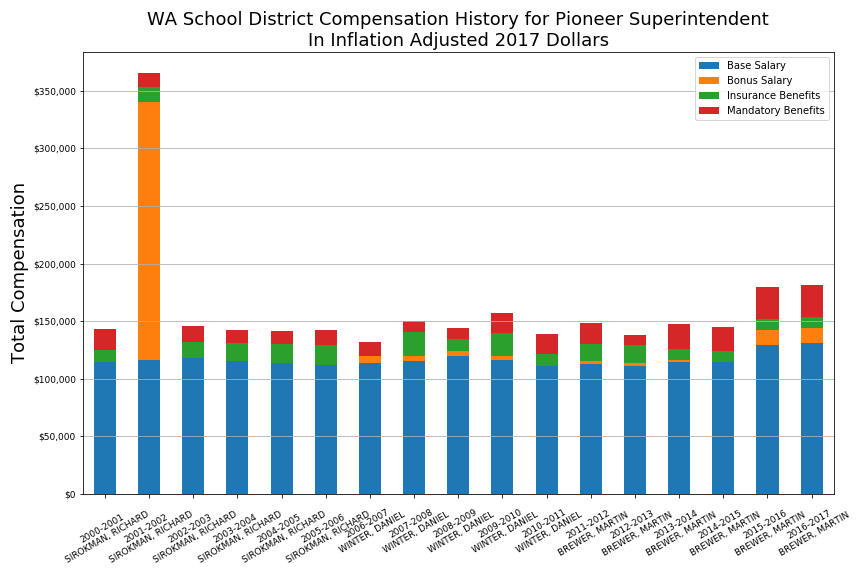 WA School District Compensation History for Pioneer Superintendent
In Inflation Adjusted 2017 Dollars
Total Compensation
$350,000
$300,000
$250,000
$200,000
$150,000
$100,000
$50,000
$0
Base Salary
Bonus Salary
Insurance Benefits
Mandatory Benefits
2000-2001
SIROKMAN, RICHARD
2001-2002
SIROKMAN, RICHARD
2002-2003
SIROKMAN, RICHARD
2003-2004
SIROKMAN, RICHARD
2004-2005
SIROKMAN, RICHARD
2005-2006
SIROKMAN, RICHARD
2006-2007
WINTER, DANIEL
2007-2008
WINTER, DANIEL
2008-2009
WINTER, DANIEL
2009-2010
WINTER, DANIEL
2010-2011
WINTER, DANIEL
2011-2012
BREWER, MARTIN
2012-2013
BREWER, MARTIN
2013-2014
BREWER, MARTIN
2014-2015
BREWER, MARTIN
2015-2016
BREWER, MARTIN
2016-2017
BREWER, MARTIN